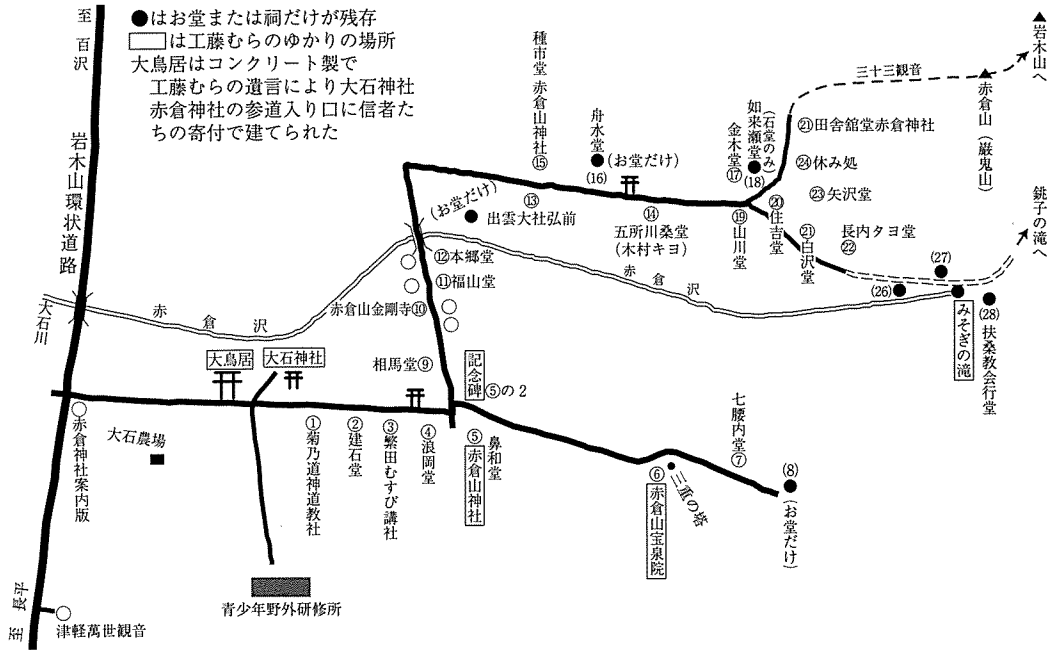 ●はお堂または祠だけが残存
□は工藤むらのゆかりの場所
大鳥居はコンクリート製で
工藤むらの遺言により大石神社
赤倉神社の参道入り口に信者た
ちの寄付で建てられた
至 百沢
岩木山環状道路
大石川
赤倉沢
種市堂 赤倉山神社⑮
舟水堂
(お堂だけ)
(16)
如来瀬堂
(石堂のみ)
(18)
金木堂⑰
三十三観音
▲岩木山へ
▲赤倉山(巌鬼山)
㉑田舎舘堂赤倉神社
㉔休み処
㉓矢沢堂
銚子の滝へ
(お堂だけ)
出雲大社弘前
⑬
⑭
五所川桑堂
(木村キヨ)
⑲山川堂
⑳住吉堂
㉑白沢堂
長内タヨ堂
㉒
(27)
(26)
みそぎの滝
(28)
扶桑教会行堂
⑫本郷堂
⑪福山堂
赤倉山金剛寺⑩
赤倉沢
大鳥居
大石神社
相馬堂⑨
記念碑
⑤の2
赤倉神社案内版
大石農場
①菊乃道神道教社
②建石堂
③繁田むすび講社
④浪岡堂
⑤赤倉山神社
鼻和堂
⑥赤倉山宝泉院
三重の塔
七腰内堂⑦
(8)
(お堂だけ)
青少年野外研修所
至 長平
津軽萬世観音